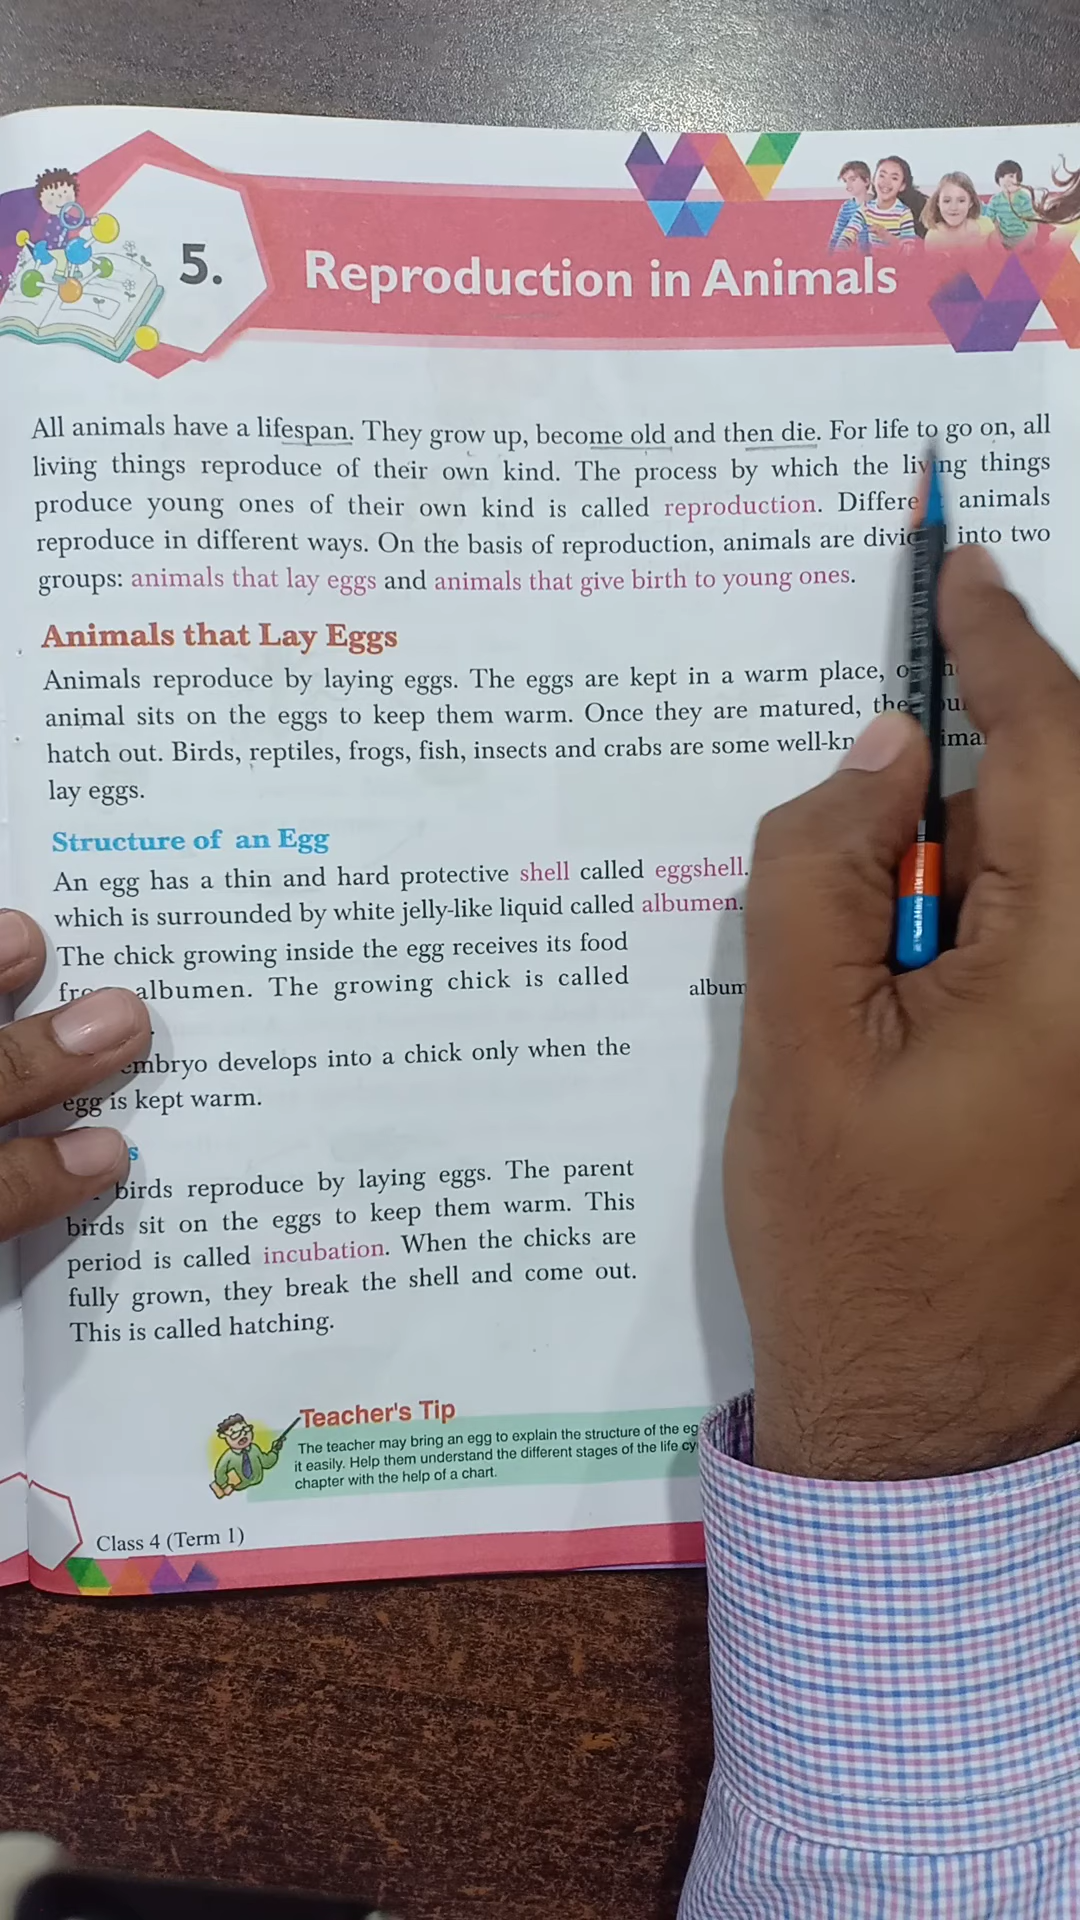 5.
Reproduction in Animals
All animals have a lifespan. They grow up, become old and then die. For life to go on, all
living things reproduce of their own kind. The process by which the living things
produce young ones of their own kind is called reproduction. Different animals
reproduce in different ways. On the basis of reproduction, animals are divided into two
groups: animals that lay eggs and animals that give birth to young ones.
Animals that Lay Eggs
Animals reproduce by laying eggs. The eggs are kept in a warm place,
animal sits on the eggs to keep them warm. Once they are matured,
hatch out. Birds, reptiles, frogs, fish, insects and crabs are some
lay eggs.
Structure of an Egg
An egg has a thin and hard protective shell called eggshell.
which is surrounded by white jelly-like liquid called albumen.
The chick growing inside the egg receives its food
albumen. The growing chick is called
embryo develops into a chick only when the
egg is kept warm.
birds reproduce by laying eggs. The parent
birds sit on the eggs to keep them warm. This
period is called incubation. When the chicks are
fully grown, they break the shell and come out.
This is called hatching.
Teacher's Tip
The teacher may bring an egg to explain the structure of the
it easily. Help them understand the different stages of the life
chapter with the help of a chart.
Class 4 (Term 1)